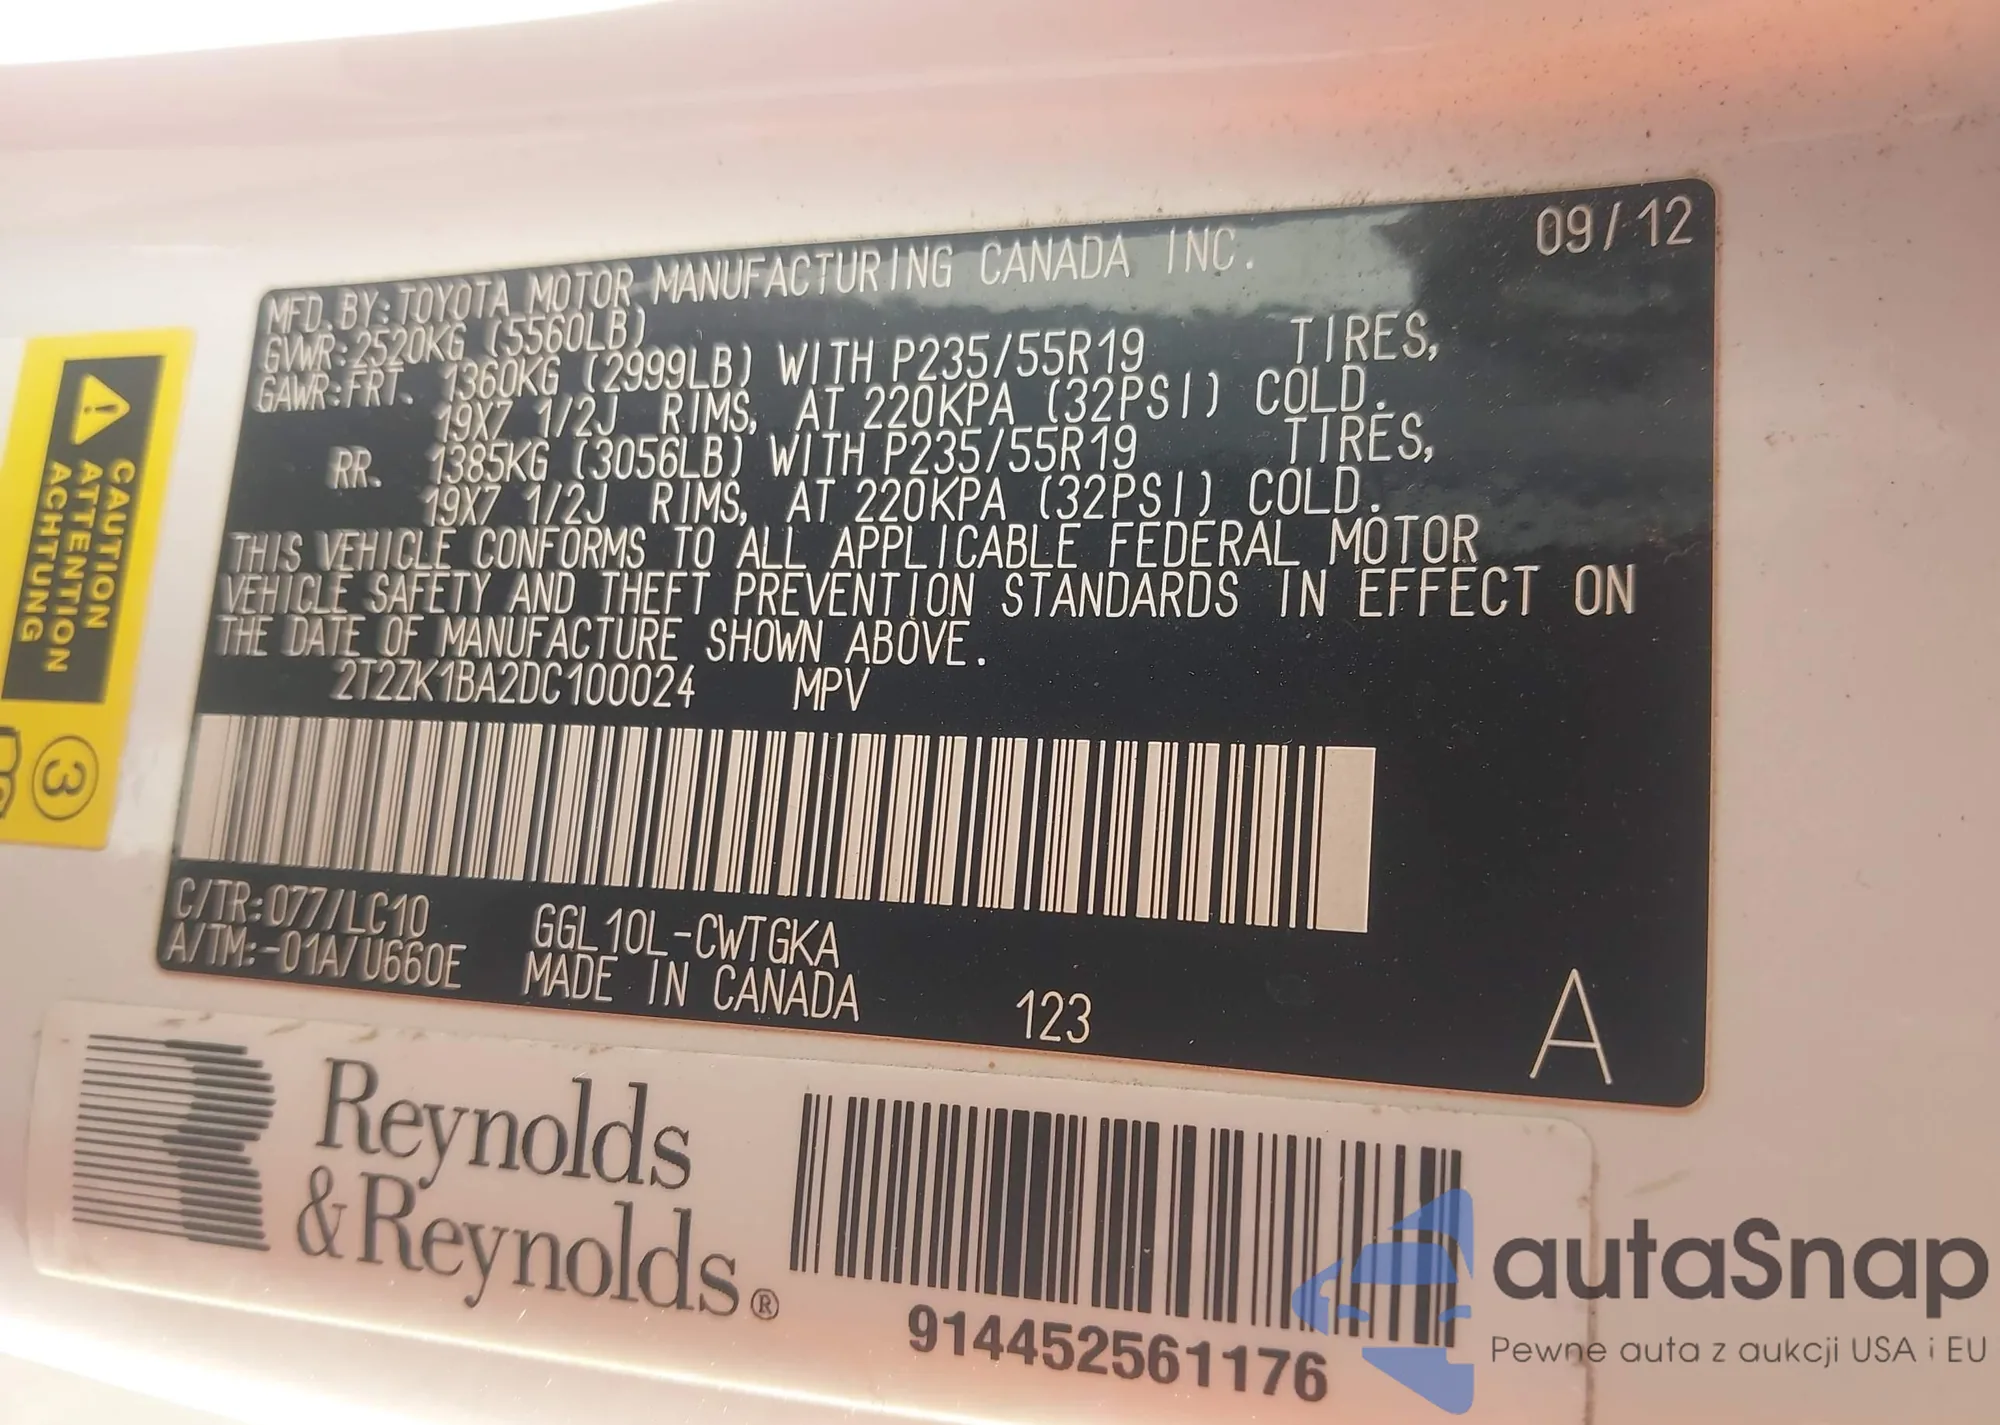 09/12
MFD. BY: TOYOTA MOTOR MANUFACTURING CANADA INC.
GVWR: 2520KG (5560LB)
GAWR: FRT. 1360KG (2999LB) WITH P235/55R19 TIRES,
19X7 1/2J RIMS, AT 220KPA (32PSI) COLD.
RR. 1385KG (3056LB) WITH P235/55R19 TIRES,
19X7 1/2J RIMS, AT 220KPA (32PSI) COLD.
THIS VEHICLE CONFORMS TO ALL APPLICABLE FEDERAL MOTOR
VEHICLE SAFETY AND THEFT PREVENTION STANDARDS IN EFFECT ON
THE DATE OF MANUFACTURE SHOWN ABOVE.
2T2ZK1BA2DC100024 MPV
C/TR: 077/LC10 GGL10L-CWTGKA
A/TM: -01A/U660E MADE IN CANADA 123
A
CAUTION
ATTENTION
ACHTUNG
3
Reynolds
& Reynolds®
914452561176
autaSnap
Pewne auta z aukcji USA i EU